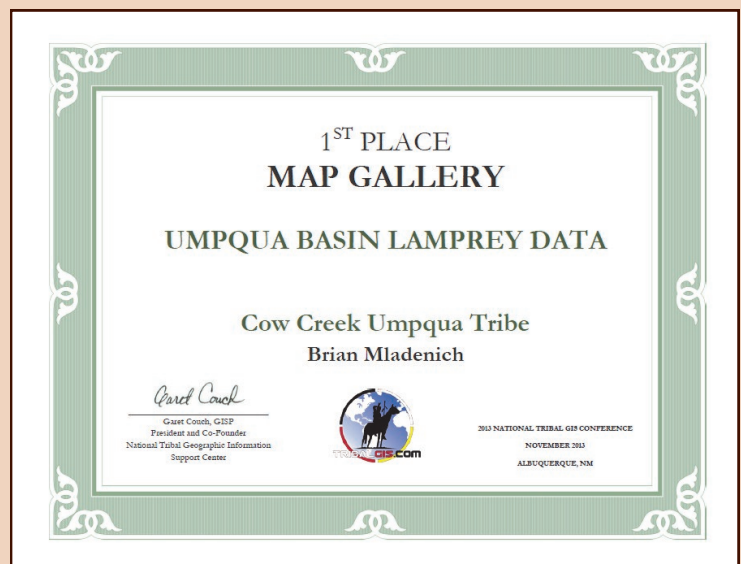 1ST PLACE
MAP GALLERY
UMPQUA BASIN LAMPREY DATA
Cow Creek Umpqua Tribe
Brian Mladenich
Garet Couch
Garet Couch, GISP
President and Co-Founder
National Tribal Geographic Information
Support Center
TRIBALGIS.COM
2013 NATIONAL TRIBAL GIS CONFERENCE
NOVEMBER 2013
ALBUQUERQUE, NM